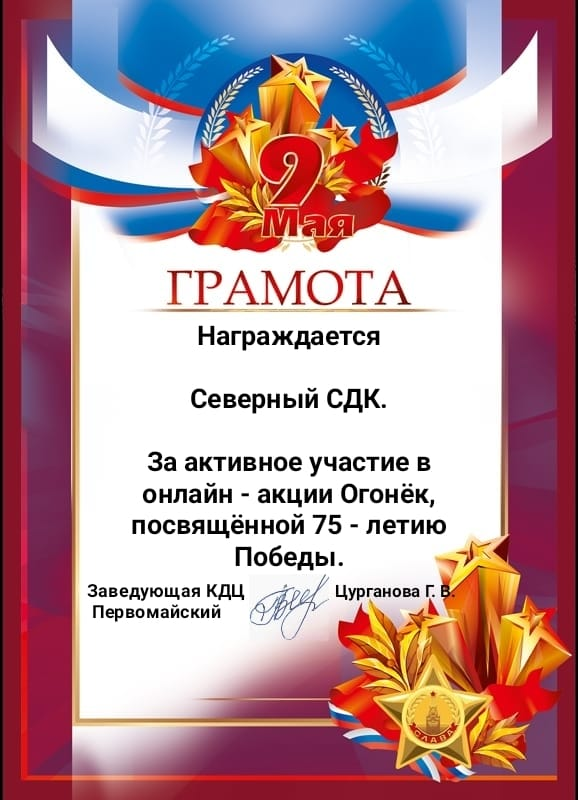 9
Мая
ГРАМОТА
Награждается
Северный СДК.
За активное участие в
онлайн - акции Огонёк,
посвящённой 75 - летию
Победы.
Заведующая КДЦ Цурганова Г. В.
Первомайский
СЛАВА